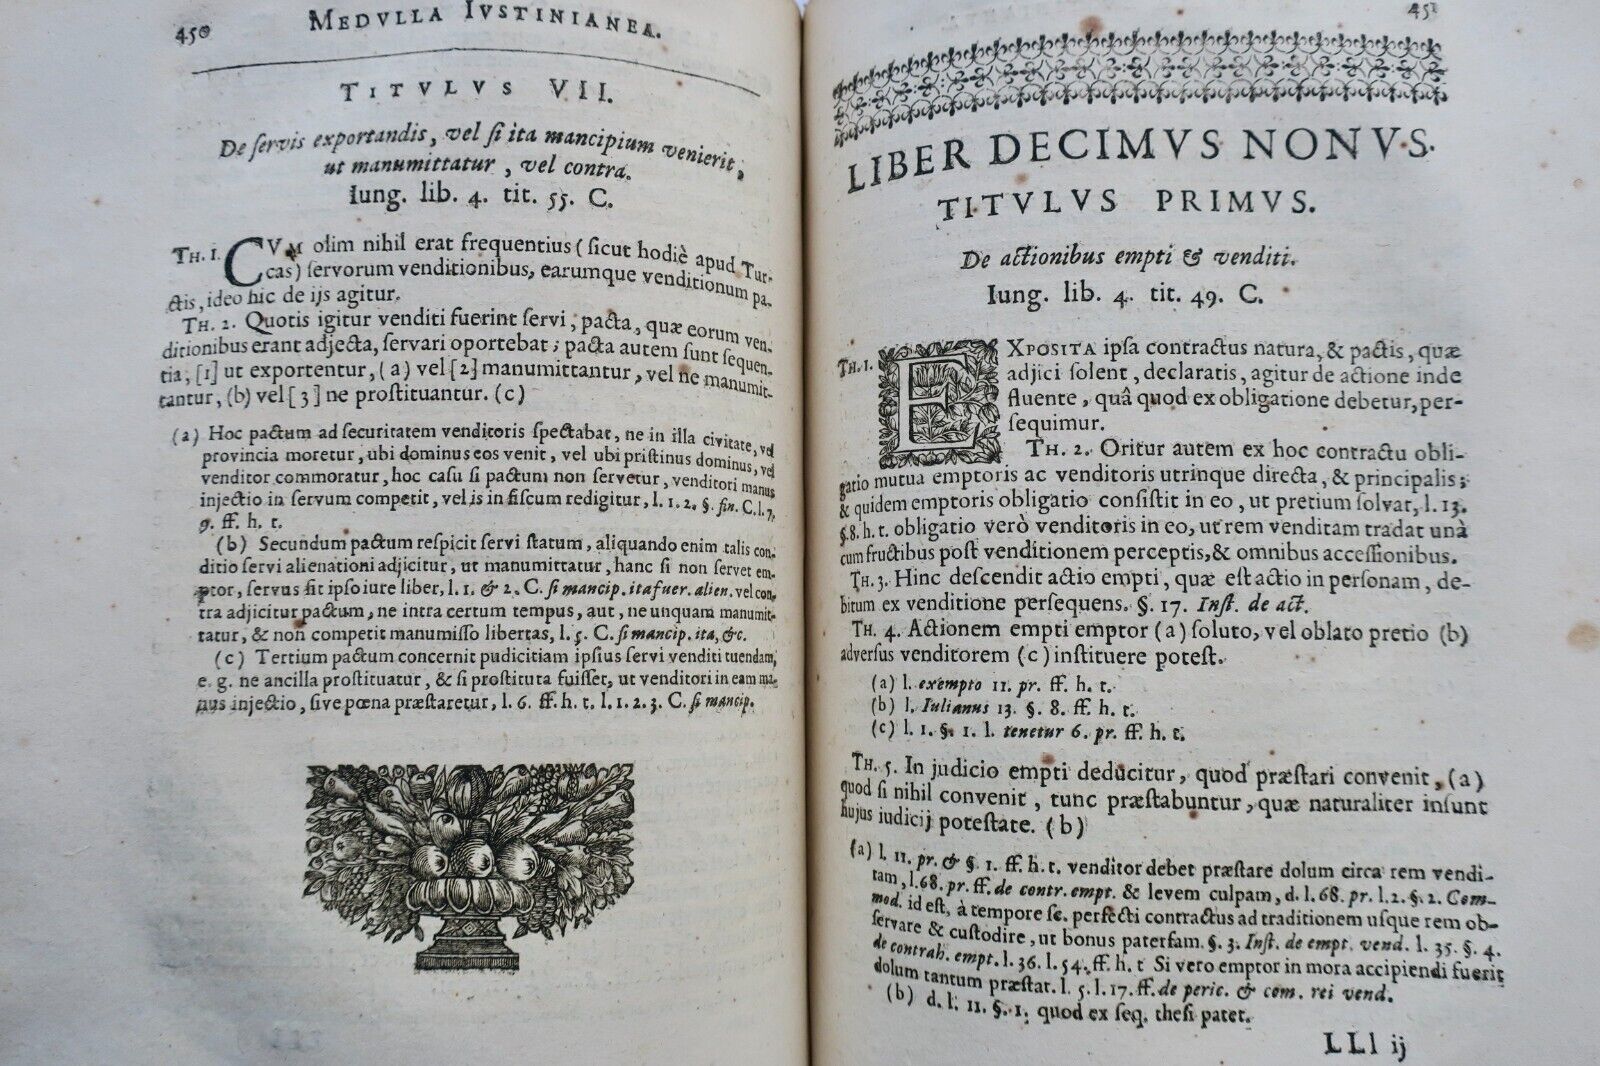 450
MEDVLLA IVSTINIANEA.
TITVLVS VII.
De ſervis exportandis, vel ſi ita mancipium venierit,
ut manumittatur, vel contra.
Iung. lib. 4. tit. 55. C.
TH. I. CVM olim nihil erat frequentius (ſicut hodiè apud Tur-
cas) ſervorum venditionibus, earumque venditionum pa-
ctis, ideo hic de ijs agitur.
TH. 2. Quotis igitur venditi fuerint ſervi, pacta, quæ eorum ven-
ditionibus erant adjecta, ſervari oportebat; pacta autem ſunt ſequen-
tia, [1] ut exportentur, (a) vel [2] manumittantur, vel ne manumit-
tantur, (b) vel [3] ne proſtituantur. (c)
(a) Hoc pactum ad ſecuritatem venditoris ſpectabat, ne in illa civitate, vel
provincia moretur, ubi dominus eos venit, vel ubi priſtinus dominus, vel
venditor commoratur, hoc caſu ſi pactum non ſervetur, venditori manus
injectio in ſervum competit, vel is in fiſcum redigitur, l. 1. 2. §. fin. C. l. 7.
9. ff. h. t.
(b) Secundum pactum reſpicit ſervi ſtatum, aliquando enim talis con-
ditio ſervi alienationi adjicitur, ut manumittatur, hanc ſi non ſervet em-
ptor, ſervus fit ipſo iure liber, l. 1. & 2. C. ſi mancip. ita fuer. alien. vel con-
tra adjicitur pactum, ne intra certum tempus, aut, ne unquam manumit-
tatur, & non competit manumiſſo libertas, l. 5. C. ſi mancip. ita, &c.
(c) Tertium pactum concernit pudicitiam ipſius ſervi venditi tuendam,
e. g. ne ancilla proſtituatur, & ſi proſtituta fuiſſet, ut venditori in eam ma-
nus injectio, ſive pœna præſtaretur, l. 6. ff. h. t. l. 1. 2. 3. C. ſi mancip.
451
LIBER DECIMVS NONVS.
TITVLVS PRIMVS.
De actionibus empti & venditi.
Iung. lib. 4. tit. 49. C.
TH. I. EXPOSITA ipſa contractus natura, & pactis, quæ
adjici ſolent, declaratis, agitur de actione inde
fluente, quâ quod ex obligatione debetur, per-
ſequimur.
TH. 2. Oritur autem ex hoc contractu obli-
gatio mutua emptoris ac venditoris utrinque directa, & principalis;
& quidem emptoris obligatio conſiſtit in eo, ut pretium ſolvat, l. 13.
§. 8. h. t. obligatio verò venditoris in eo, ut rem venditam tradat unà
cum fructibus poſt venditionem perceptis, & omnibus acceſſionibus.
TH. 3. Hinc deſcendit actio empti, quæ eſt actio in perſonam, de-
bitum ex venditione perſequens. §. 17. Inſt. de act.
TH. 4. Actionem empti emptor (a) ſoluto, vel oblato pretio (b)
adverſus venditorem (c) inſtituere poteſt.
(a) l. ex empto 11. pr. ff. h. t.
(b) l. Iulianus 13. §. 8. ff. h. t.
(c) l. 1. §. 1. l. tenetur 6. pr. ff. h. t.
TH. 5. In judicio empti deducitur, quod præſtari convenit, (a)
quod ſi nihil convenit, tunc præſtabuntur, quæ naturaliter inſunt
hujus iudicij poteſtate. (b)
(a) l. 11. pr. & §. 1. ff. h. t. venditor debet præſtare dolum circa rem vendi-
tam, l. 68. pr. ff. de contr. empt. & levem culpam, d. l. 68. pr. l. 2. §. 2. Com-
mod. id eſt, à tempore ſc. perfecti contractus ad traditionem uſque rem ob-
ſervare & cuſtodire, ut bonus paterfam. §. 3. Inſt. de empt. vend. l. 35. §. 4.
de contrah. empt. l. 36. l. 54. ff. h. t Si vero emptor in mora accipiendi fuerit
dolum tantum præſtat. l. 5. l. 17. ff. de peric. & com. rei vend.
(b) d. l. 11. §. 1. quod ex ſeq. theſi patet.
LLl ij